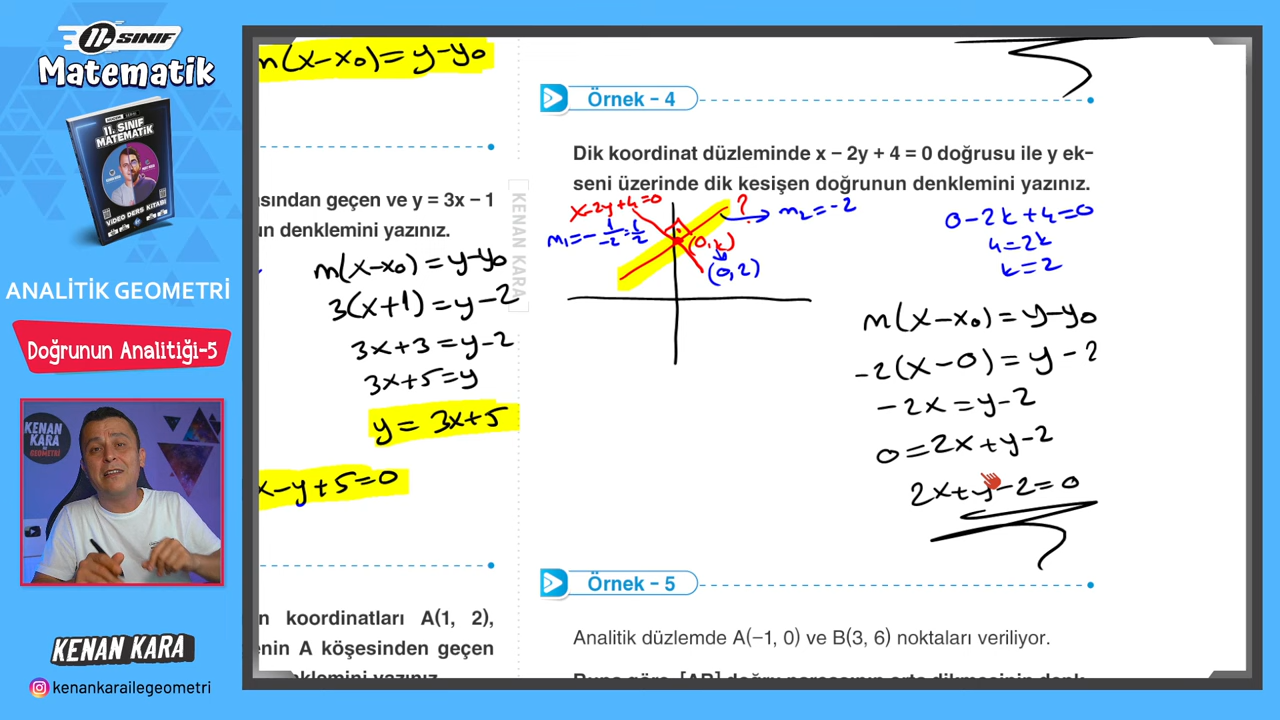 11. SINIF
Matematik
11. SINIF
MATEMATİK
VİDEO DERS KİTABI
ANALİTİK GEOMETRİ
Doğrunun Analitiği-5
KENAN
KARA
GEOMETRİ
KENAN KARA
kenankarailegeometri
m(x-x₀)=y-y₀
asından geçen ve y = 3x – 1
un denklemini yazınız.
m(x-x₀)=y-y₀
3(x+1)=y-2
3x+3=y-2
3x+5=y
y=3x+5
x-y+5=0
n koordinatları A(1, 2),
enin A köşesinden geçen
KENAN KARA
Örnek – 4
Dik koordinat düzleminde x – 2y + 4 = 0 doğrusu ile y ek-
seni üzerinde dik kesişen doğrunun denklemini yazınız.
x-2y+4=0
?
m₂=-2
m₁=-1/-2=1/2
(0,k)
(0,2)
0-2k+4=0
4=2k
k=2
m(x-x₀)=y-y₀
-2(x-0)=y-2
-2x=y-2
0=2x+y-2
2x+y-2=0
Örnek – 5
Analitik düzlemde A(–1, 0) ve B(3, 6) noktaları veriliyor.